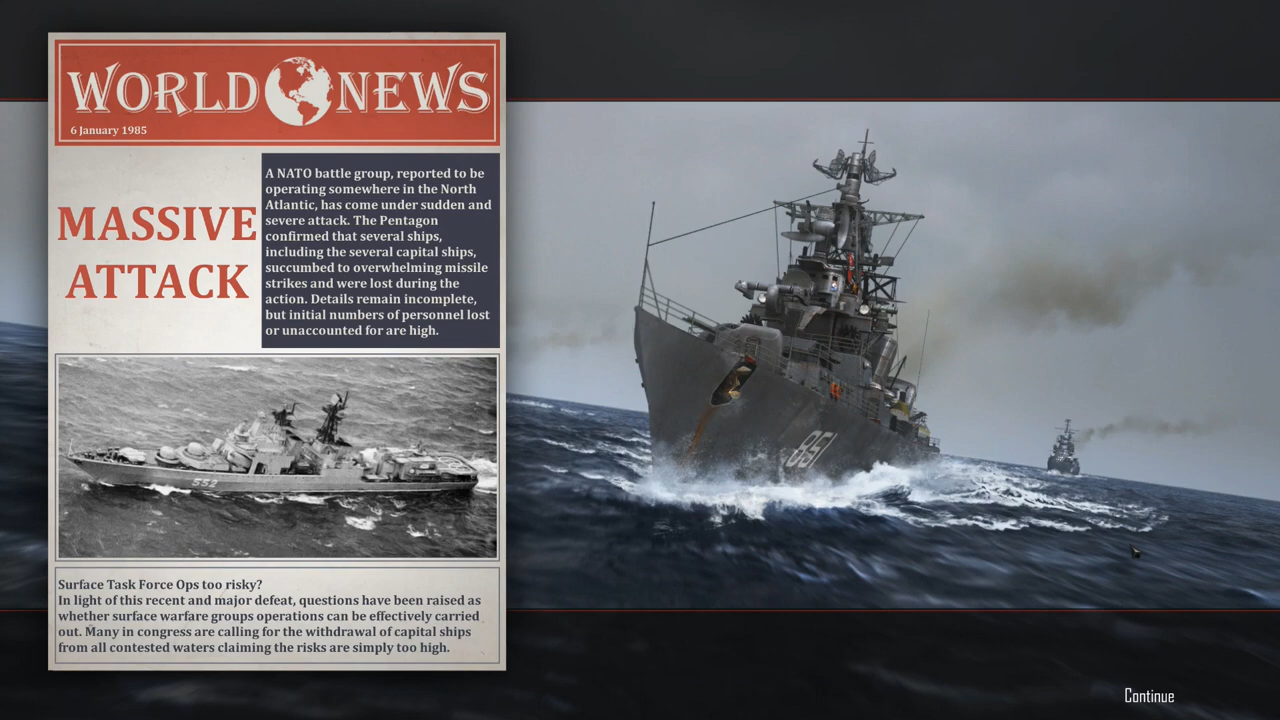 WORLD NEWS
6 January 1985
MASSIVE
ATTACK
A NATO battle group, reported to be
operating somewhere in the North
Atlantic, has come under sudden and
severe attack. The Pentagon
confirmed that several ships,
including the several capital ships,
succumbed to overwhelming missile
strikes and were lost during the
action. Details remain incomplete,
but initial numbers of personnel lost
or unaccounted for are high.
552
Surface Task Force Ops too risky?
In light of this recent and major defeat, questions have been raised as
whether surface warfare groups operations can be effectively carried
out. Many in congress are calling for the withdrawal of capital ships
from all contested waters claiming the risks are simply too high.
851
Continue